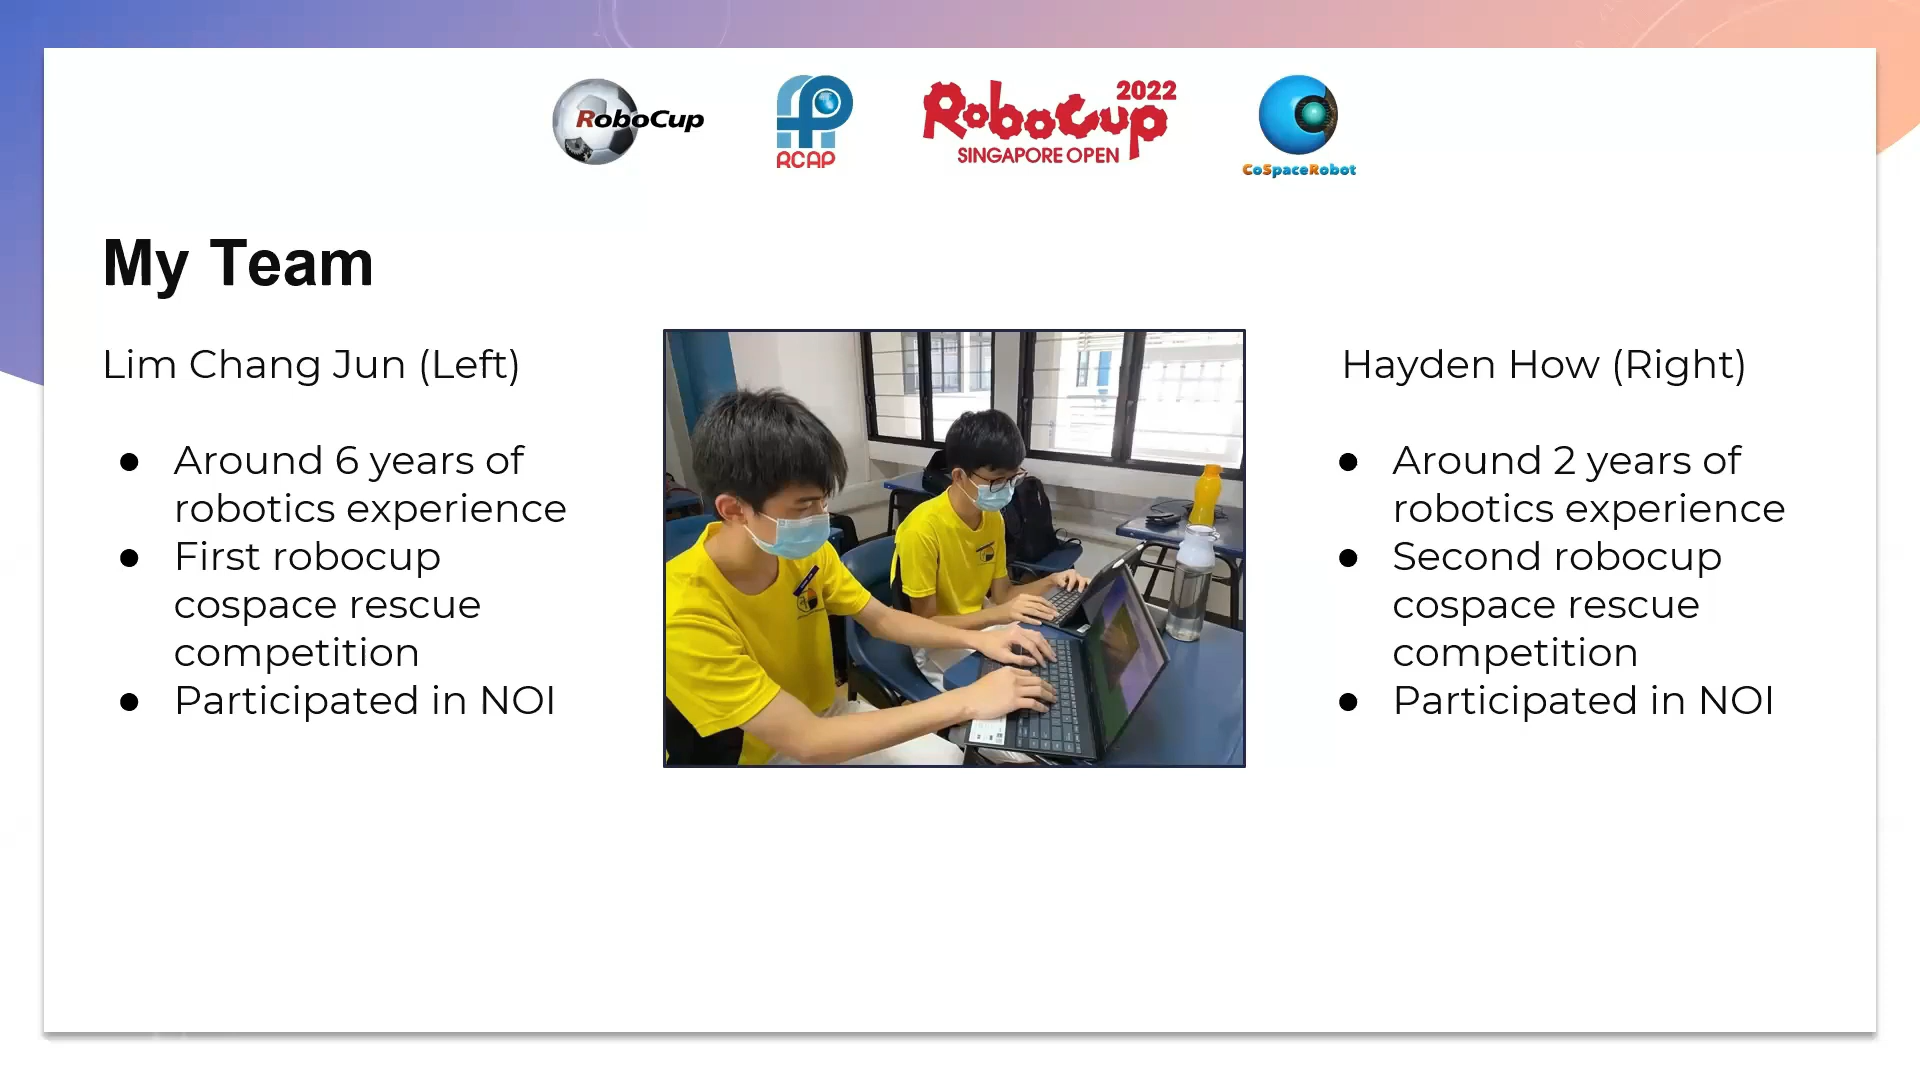 RoboCup
RCAP
RoboCup 2022
SINGAPORE OPEN
CoSpaceRobot
My Team
Lim Chang Jun (Left)
● Around 6 years of
robotics experience
● First robocup
cospace rescue
competition
● Participated in NOI
Hayden How (Right)
● Around 2 years of
robotics experience
● Second robocup
cospace rescue
competition
● Participated in NOI